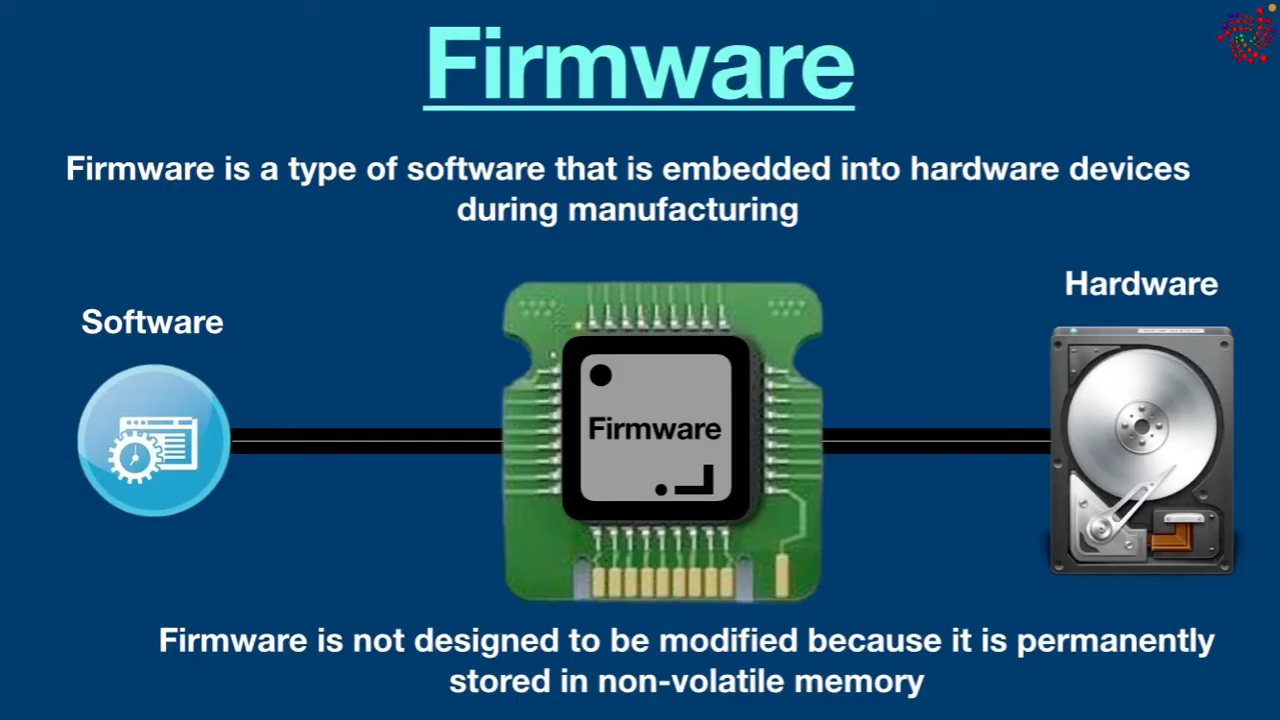 Firmware
Firmware is a type of software that is embedded into hardware devices
during manufacturing
Hardware
Software
Firmware
Firmware is not designed to be modified because it is permanently
stored in non-volatile memory